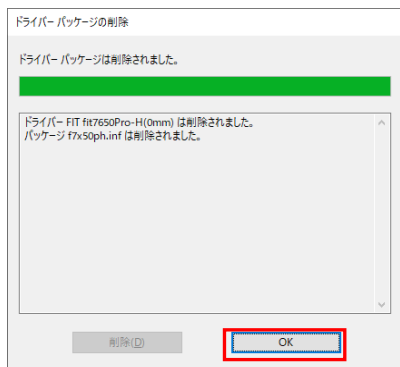 ドライバー パッケージの削除
ドライバー パッケージは削除されました。
ドライバー FIT fit7650Pro-H(0mm) は削除されました。
パッケージ f7x50ph.inf は削除されました。
削除(D)
OK